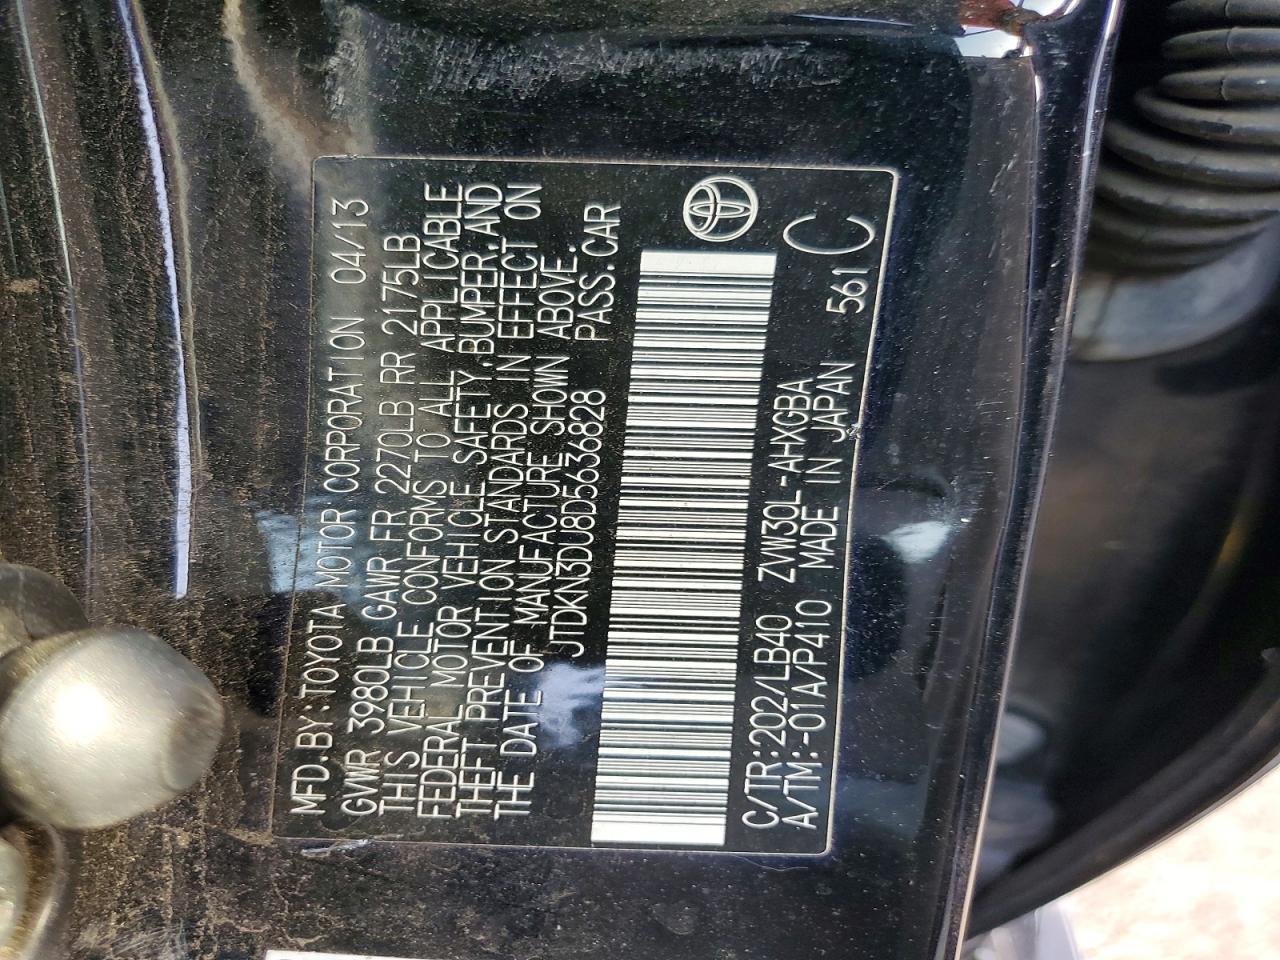 MFD.BY:TOYOTA MOTOR CORPORATION 04/13
GVWR 3980LB GAWR FR 2270LB RR 2175LB
THIS VEHICLE CONFORMS TO ALL APPLICABLE
FEDERAL MOTOR VEHICLE SAFETY,BUMPER,AND
THEFT PREVENTION STANDARDS IN EFFECT ON
THE DATE OF MANUFACTURE SHOWN ABOVE.
JTDKN3DU8D5636828 PASS.CAR
C/TR:202/LB40 ZVW30L-AHXGBA
A/TM:-01A/P410 MADE IN JAPAN 561 C